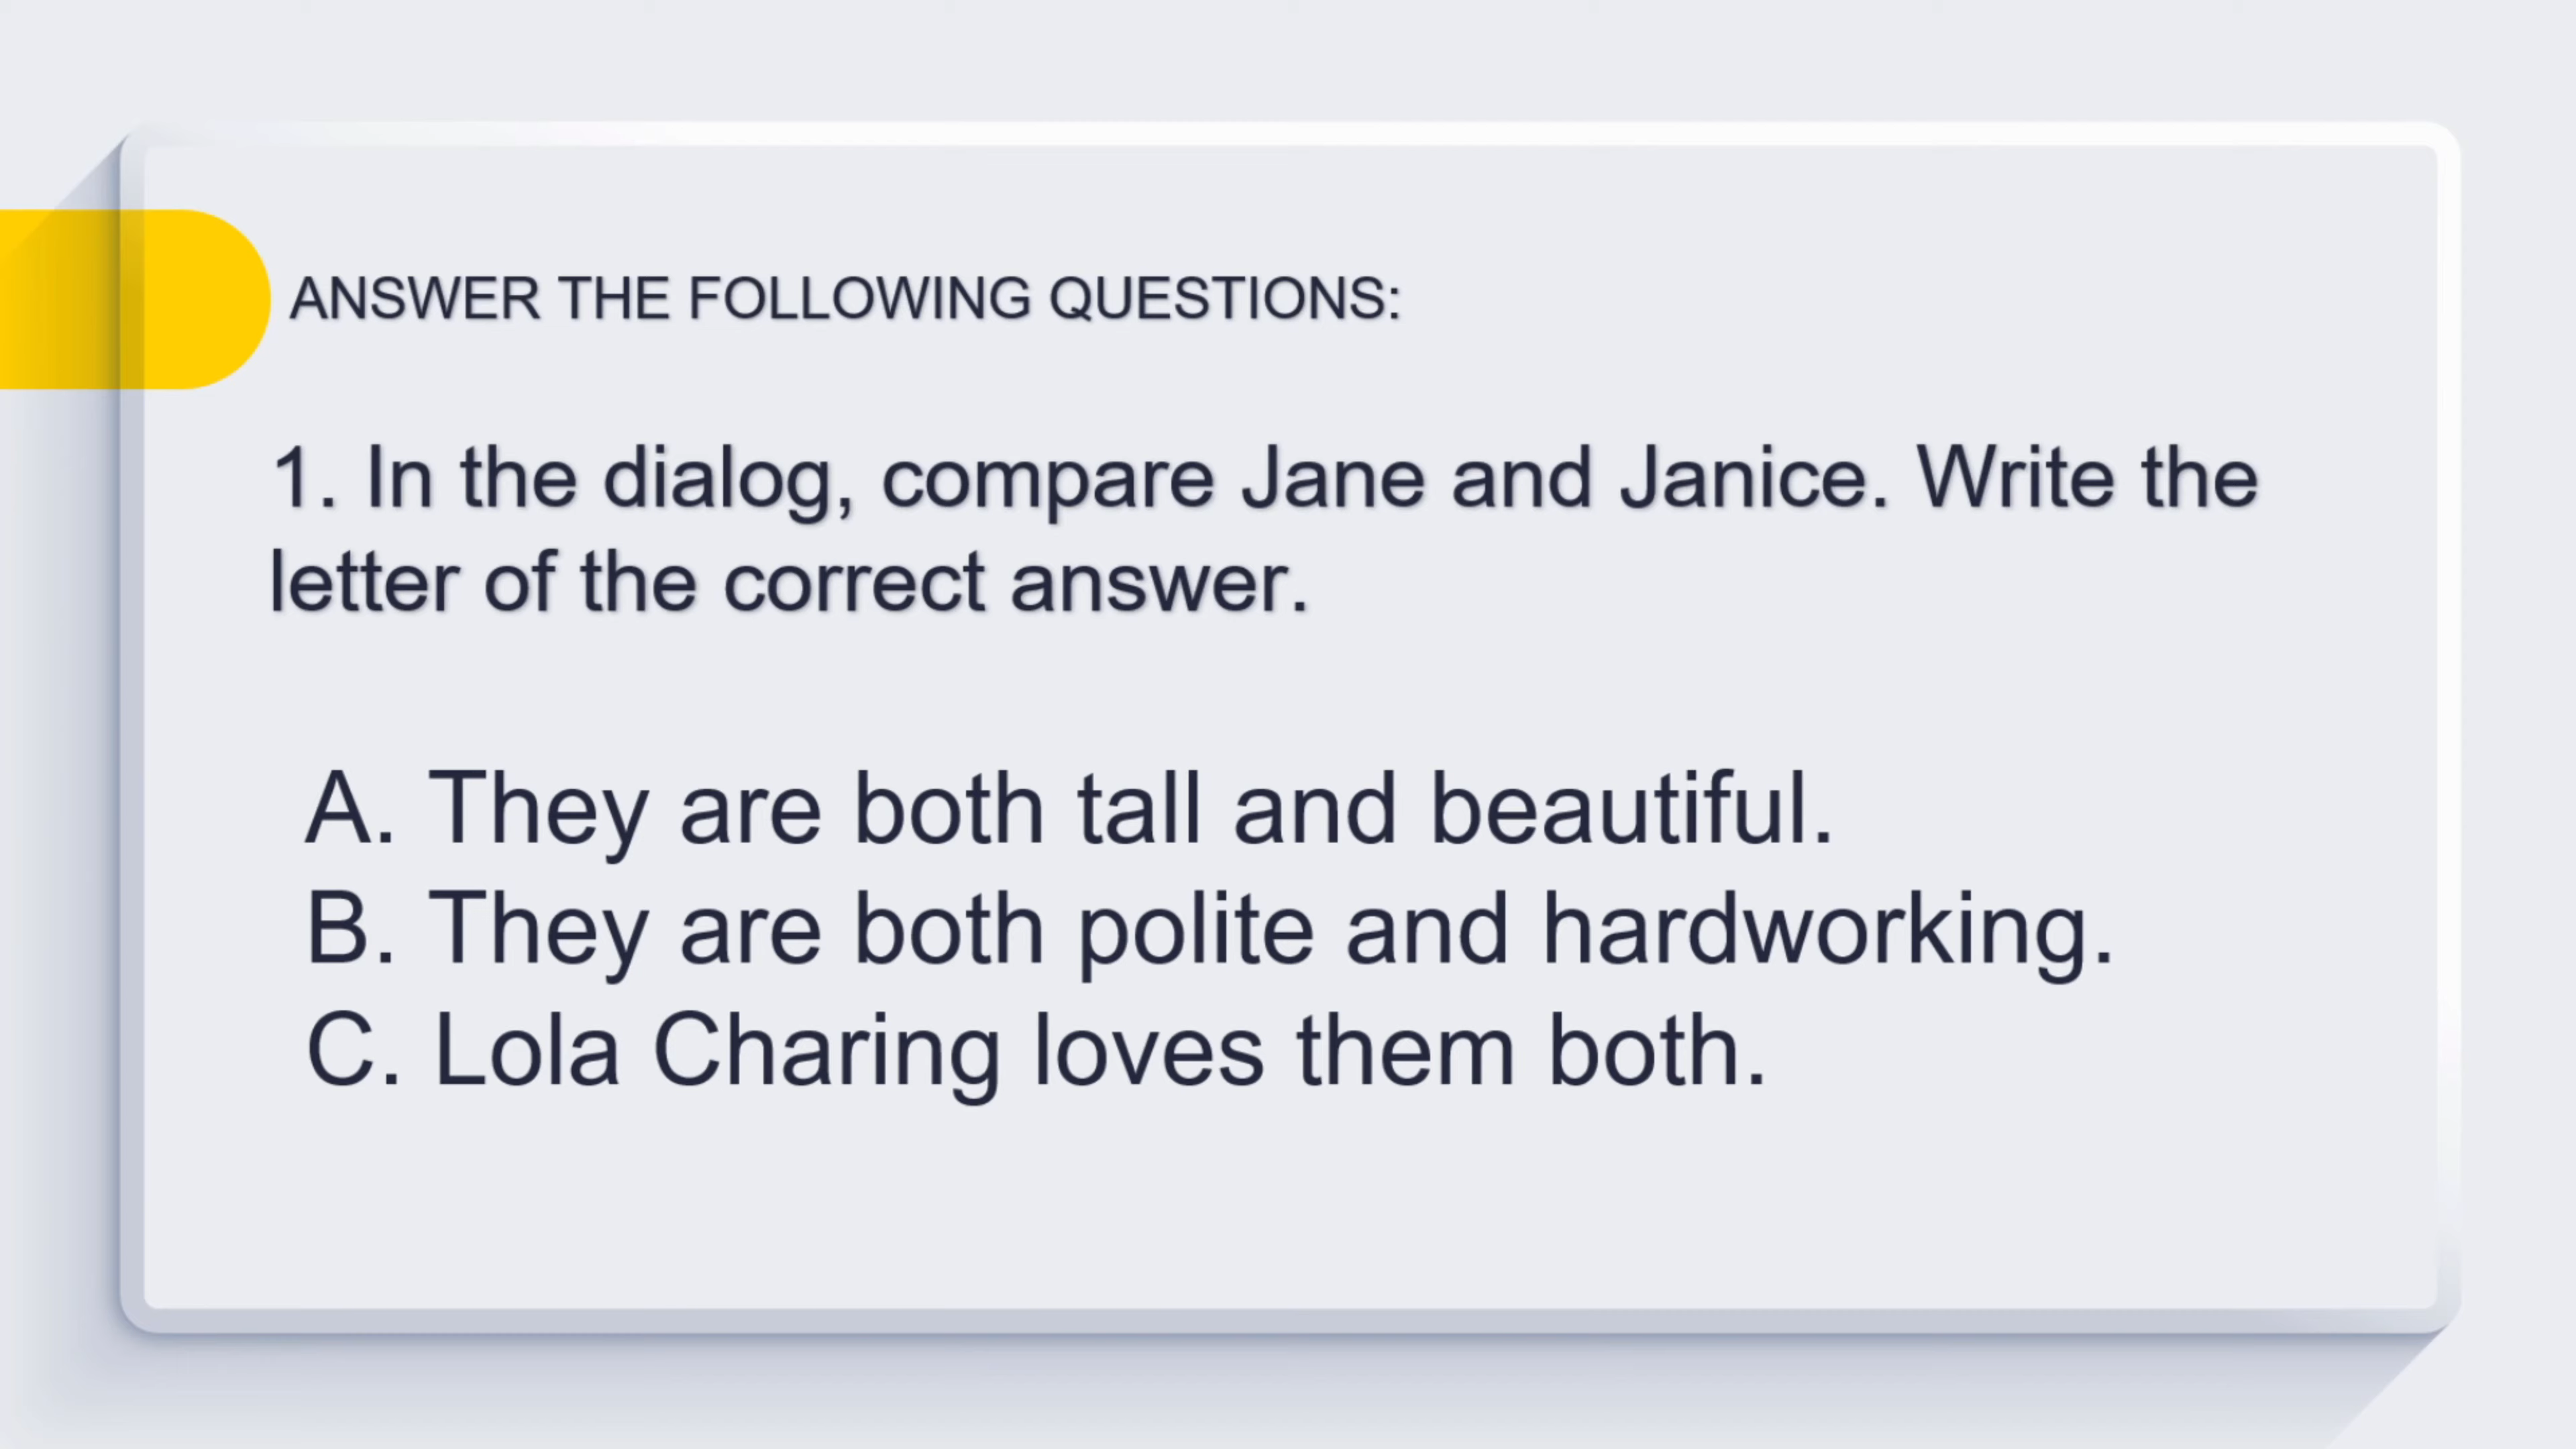 ANSWER THE FOLLOWING QUESTIONS:
1. In the dialog, compare Jane and Janice. Write the
letter of the correct answer.
A. They are both tall and beautiful.
B. They are both polite and hardworking.
C. Lola Charing loves them both.